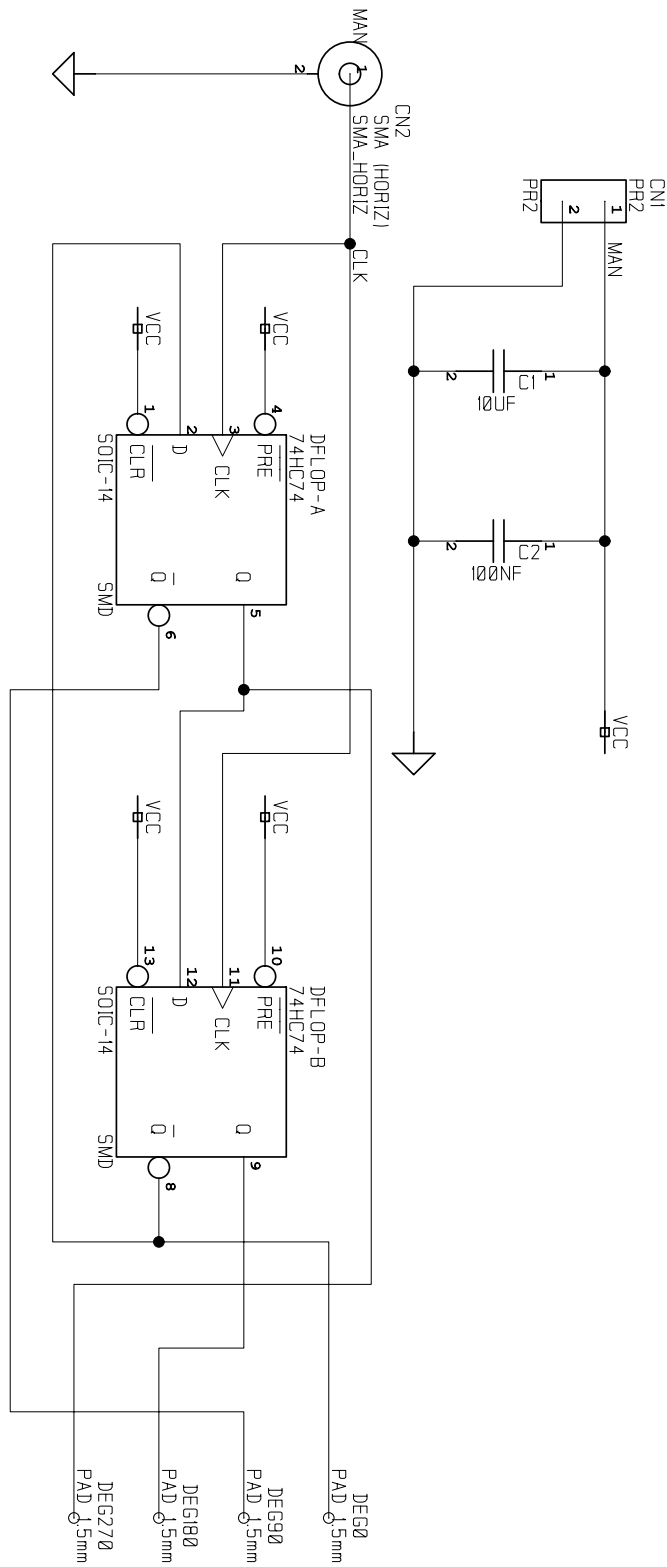 CN1
PR2
PR2
1
2
MAN
1
C1
2
10UF
1
C2
2
100NF
VCC
CN2
SMA (HORIZ)
SMA_HORIZ
MAN
1
2
CLK
VCC
4
DFLOP-A
74HC74
PRE
3
CLK
Q
5
2
D
Q
6
VCC
1
CLR
SOIC-14
SMD
VCC
10
DFLOP-B
74HC74
PRE
11
CLK
Q
9
12
D
Q
8
VCC
13
CLR
SOIC-14
SMD
DEG0
PAD 1,5mm
DEG90
PAD 1,5mm
DEG180
PAD 1,5mm
DEG270
PAD 1,5mm